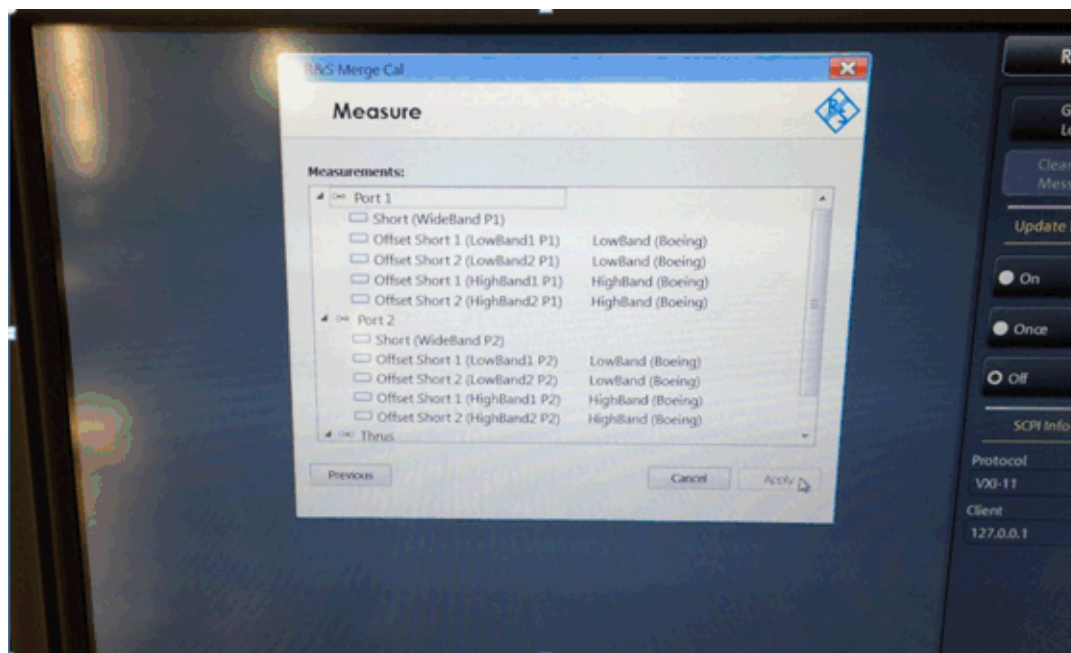 R&S Merge Cal
Measure
R&S
Measurements:
Port 1
Short (WideBand P1)
Offset Short 1 (LowBand1 P1) LowBand (Boeing)
Offset Short 2 (LowBand2 P1) LowBand (Boeing)
Offset Short 1 (HighBand1 P1) HighBand (Boeing)
Offset Short 2 (HighBand2 P1) HighBand (Boeing)
Port 2
Short (WideBand P2)
Offset Short 1 (LowBand1 P2) LowBand (Boeing)
Offset Short 2 (LowBand2 P2) LowBand (Boeing)
Offset Short 1 (HighBand1 P2) HighBand (Boeing)
Offset Short 2 (HighBand2 P2) HighBand (Boeing)
Thrus
Previous
Cancel
Apply
R
G
Lo
Clear
Mess
Update
On
Once
Off
SCPI Info
Protocol
VXI-11
Client
127.0.0.1